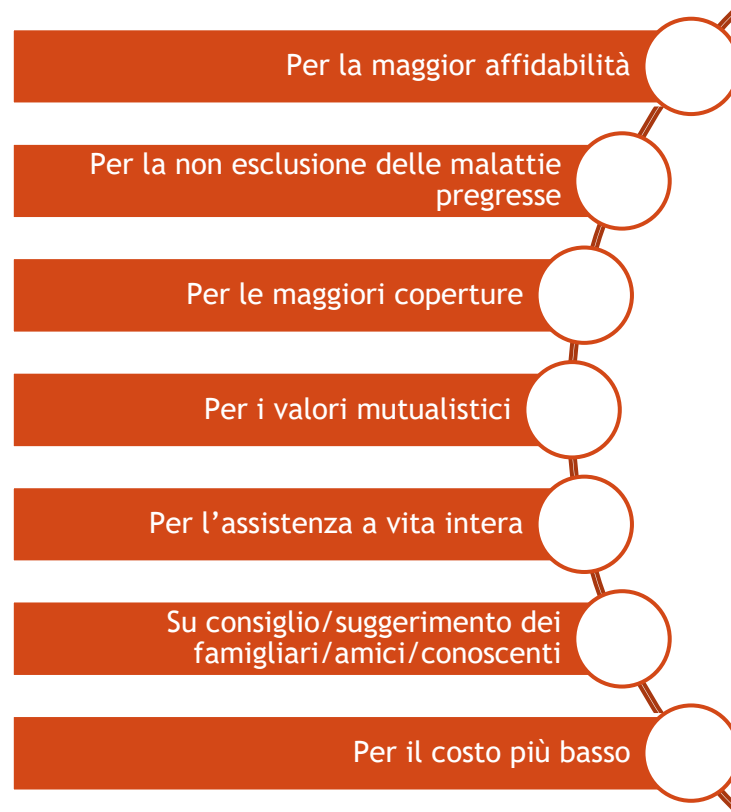 Per la maggior affidabilità
Per la non esclusione delle malattie
pregresse
Per le maggiori coperture
Per i valori mutualistici
Per l’assistenza a vita intera
Su consiglio/suggerimento dei
famigliari/amici/conoscenti
Per il costo più basso